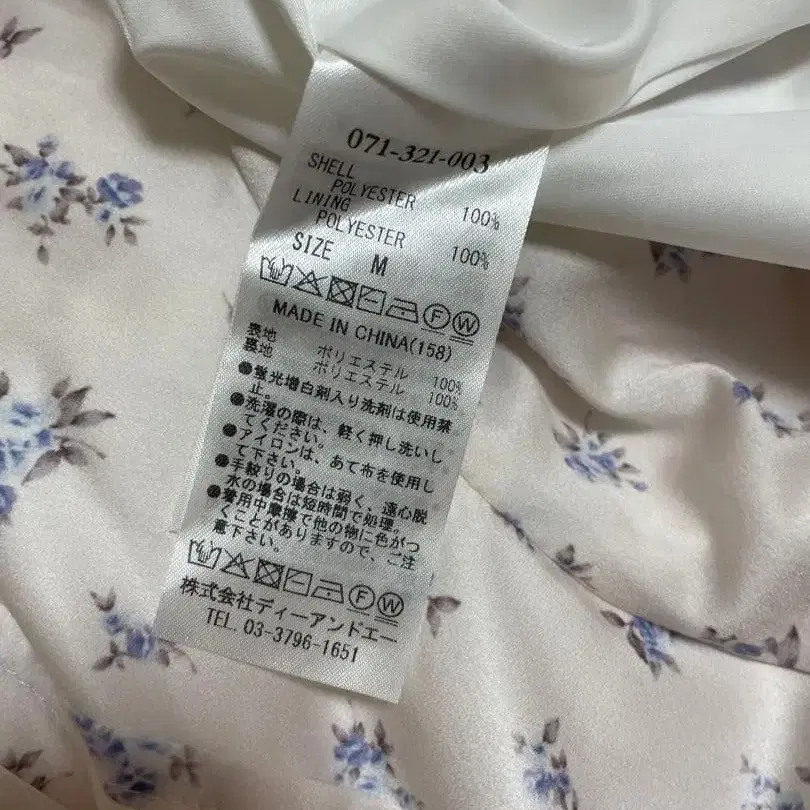 071-321-003
SHELL
POLYESTER 100%
LINING
POLYESTER 100%
SIZE M
F W
MADE IN CHINA(158)
表地 ポリエステル 100%
裏地 ポリエステル 100%
●蛍光増白剤入り洗剤は使用禁
止。
●洗濯の際は、軽く押し洗いし
てください。
●アイロンは、あて布を使用し
て下さい。
●手絞りの場合は弱く、遠心脱
水の場合は短時間で処理。
●着用中摩擦で他の物に色がつ
くことがありますので、ご注
意下さい。
F W
株式会社ディーアンドエー
TEL. 03-3796-1651